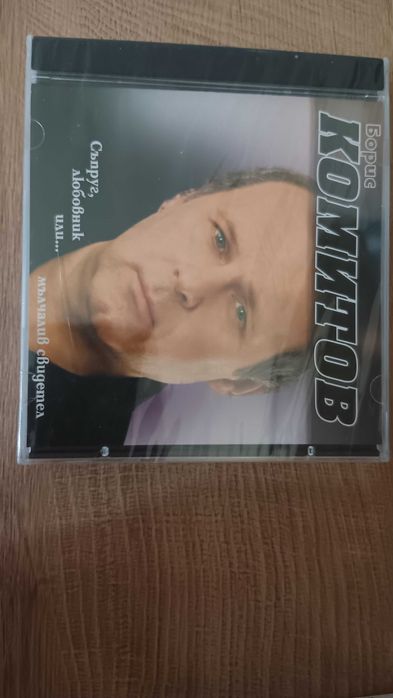 Борис
КОМИТОВ
Съпруг,
любовник
или...
мълчалив свидетел